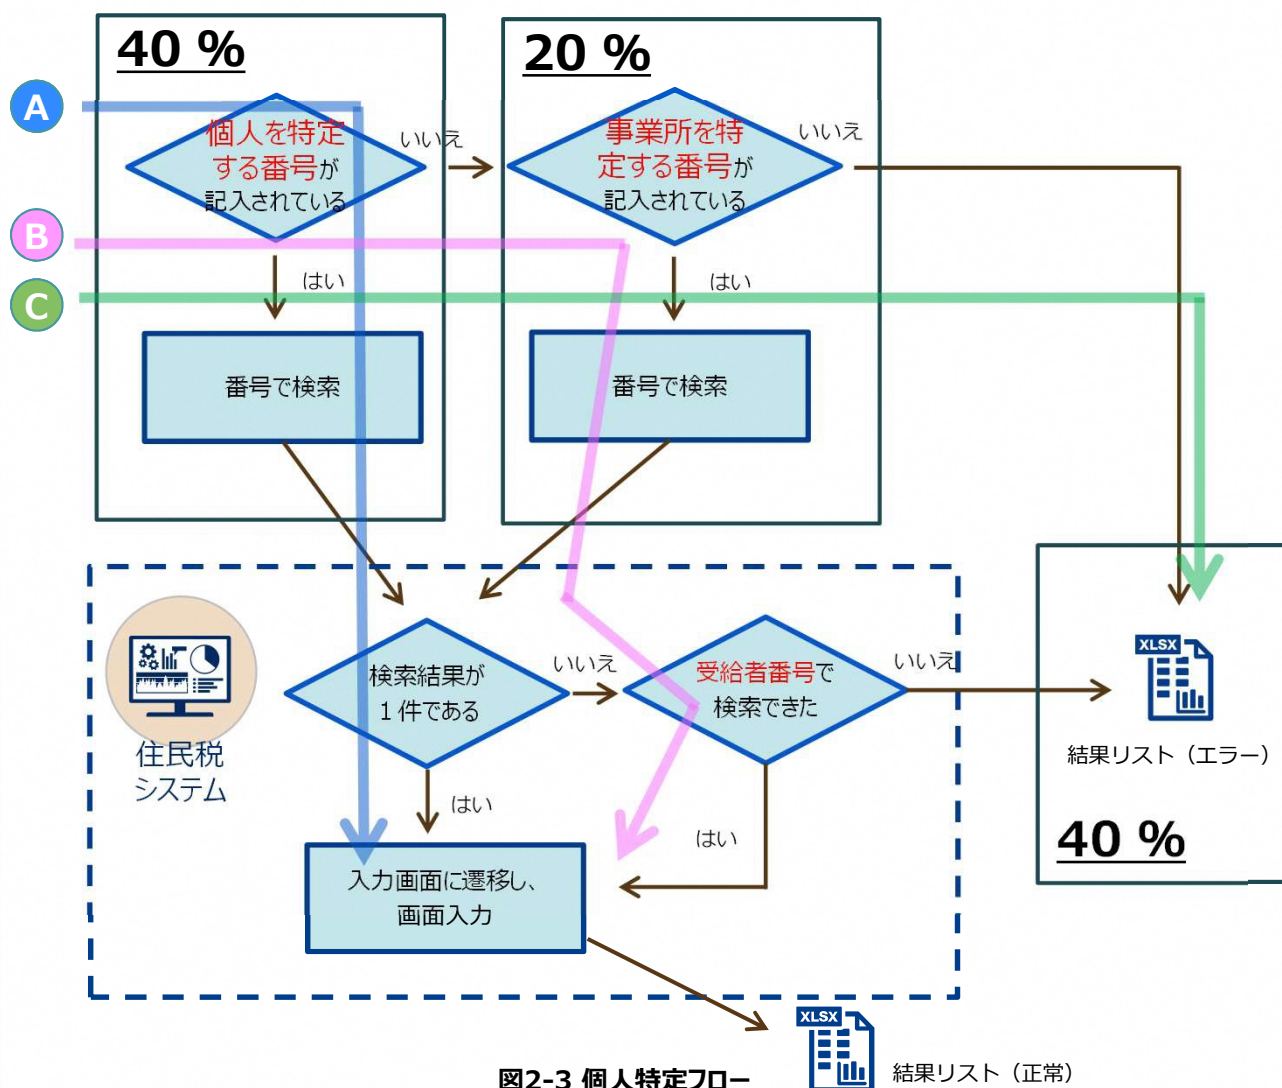 40 %
20 %
A
個人を特定
する番号が
記入されている
いいえ
事業所を特
定する番号が
記入されている
いいえ
B
はい
はい
C
番号で検索
番号で検索
検索結果が
１件である
いいえ
受給者番号で
検索できた
いいえ
XLSX
結果リスト（エラー）
40 %
住民税
システム
はい
はい
入力画面に遷移し、
画面入力
XLSX
結果リスト（正常）
図2-3 個人特定フロー